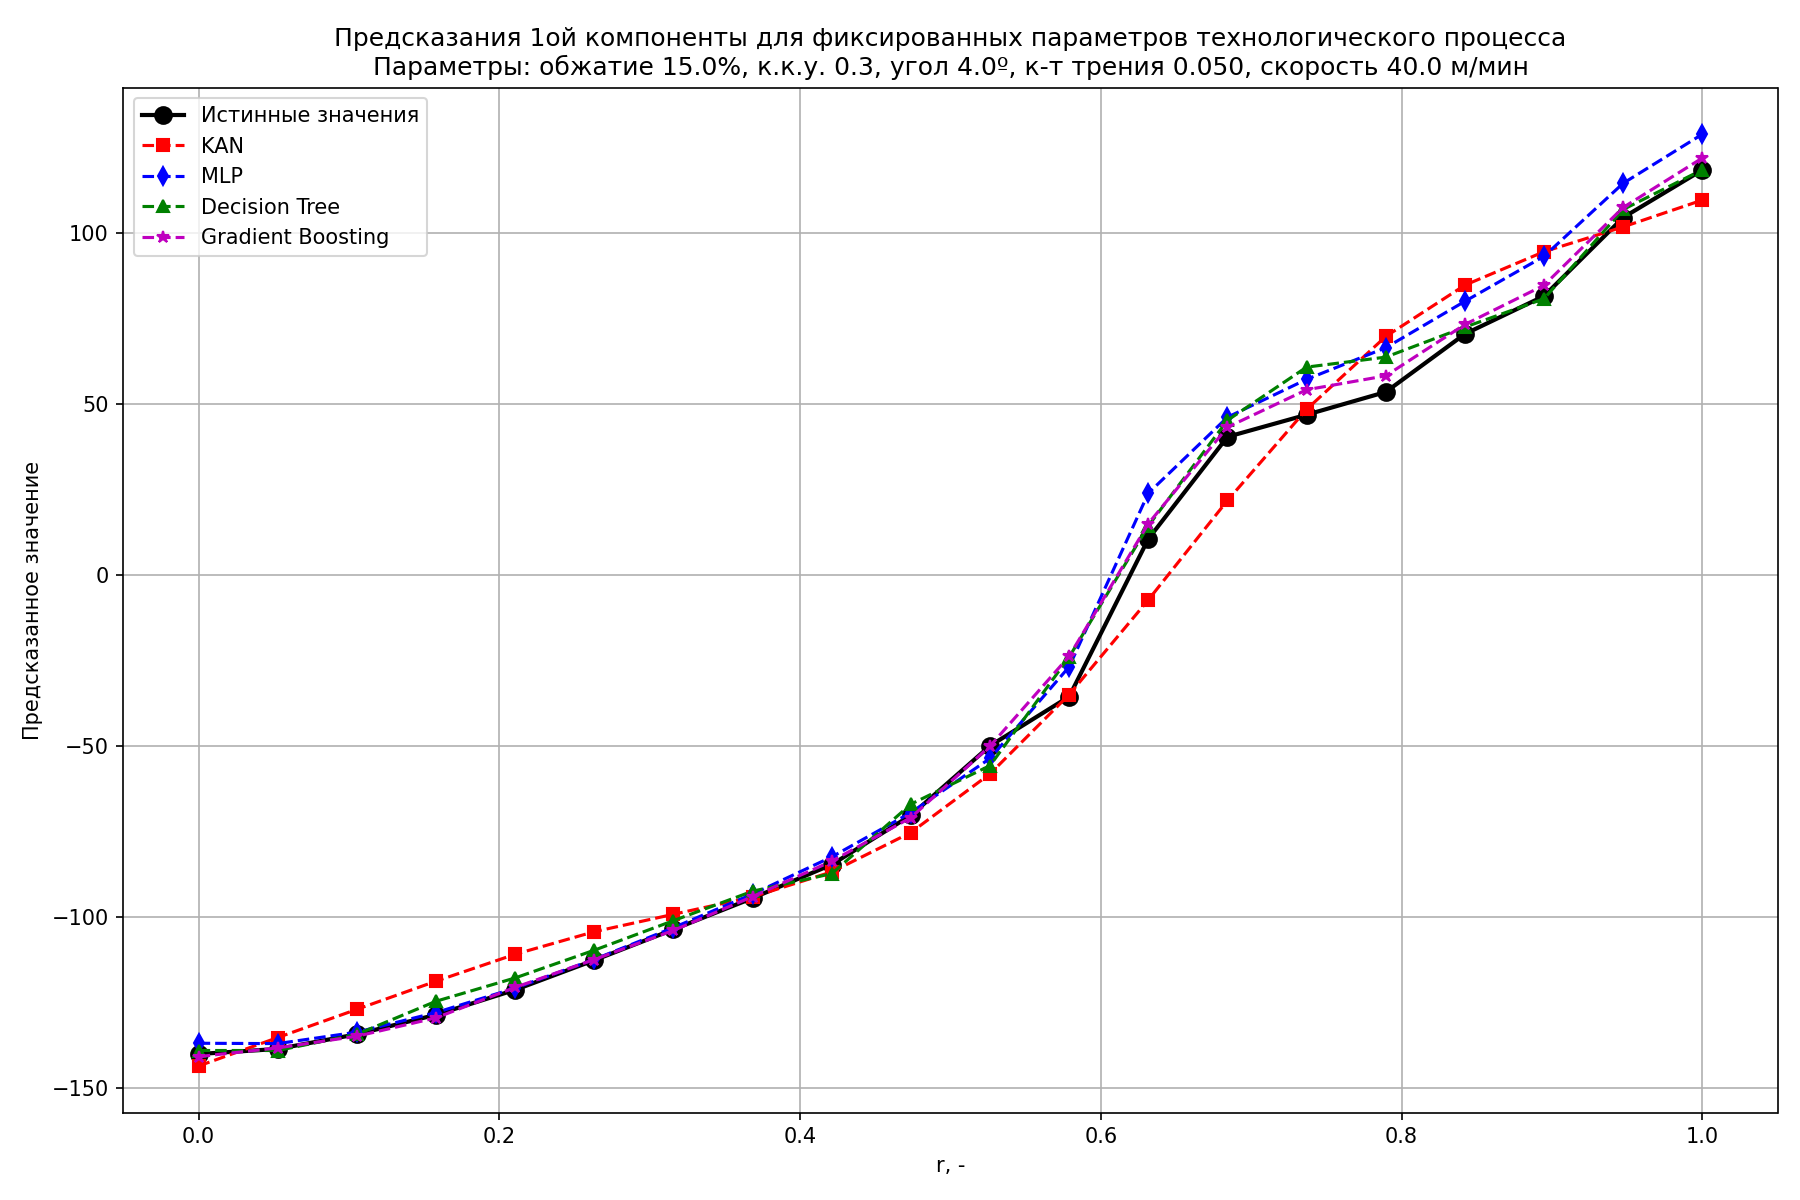 Предсказания 1ой компоненты для фиксированных параметров технологического процесса
Параметры: обжатие 15.0%, к.к.у. 0.3, угол 4.0º, к-т трения 0.050, скорость 40.0 м/мин
Истинные значения
KAN
MLP
Decision Tree
Gradient Boosting
Предсказанное значение
100
50
0
−50
−100
−150
0.0
0.2
0.4
0.6
0.8
1.0
r, -